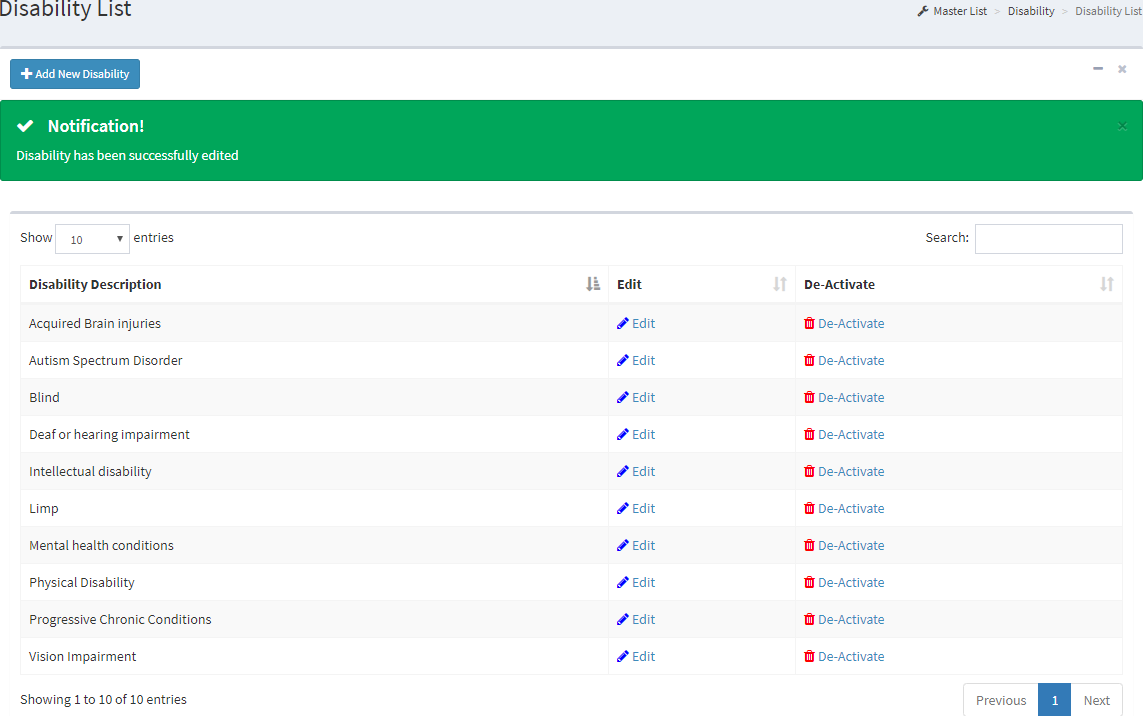 Disability List
Master List > Disability > Disability List
Add New Disability
Notification!
Disability has been successfully edited
Show 10 entries Search:
Disability Description Edit De-Activate
Acquired Brain injuries Edit De-Activate
Autism Spectrum Disorder Edit De-Activate
Blind Edit De-Activate
Deaf or hearing impairment Edit De-Activate
Intellectual disability Edit De-Activate
Limp Edit De-Activate
Mental health conditions Edit De-Activate
Physical Disability Edit De-Activate
Progressive Chronic Conditions Edit De-Activate
Vision Impairment Edit De-Activate
Showing 1 to 10 of 10 entries Previous 1 Next